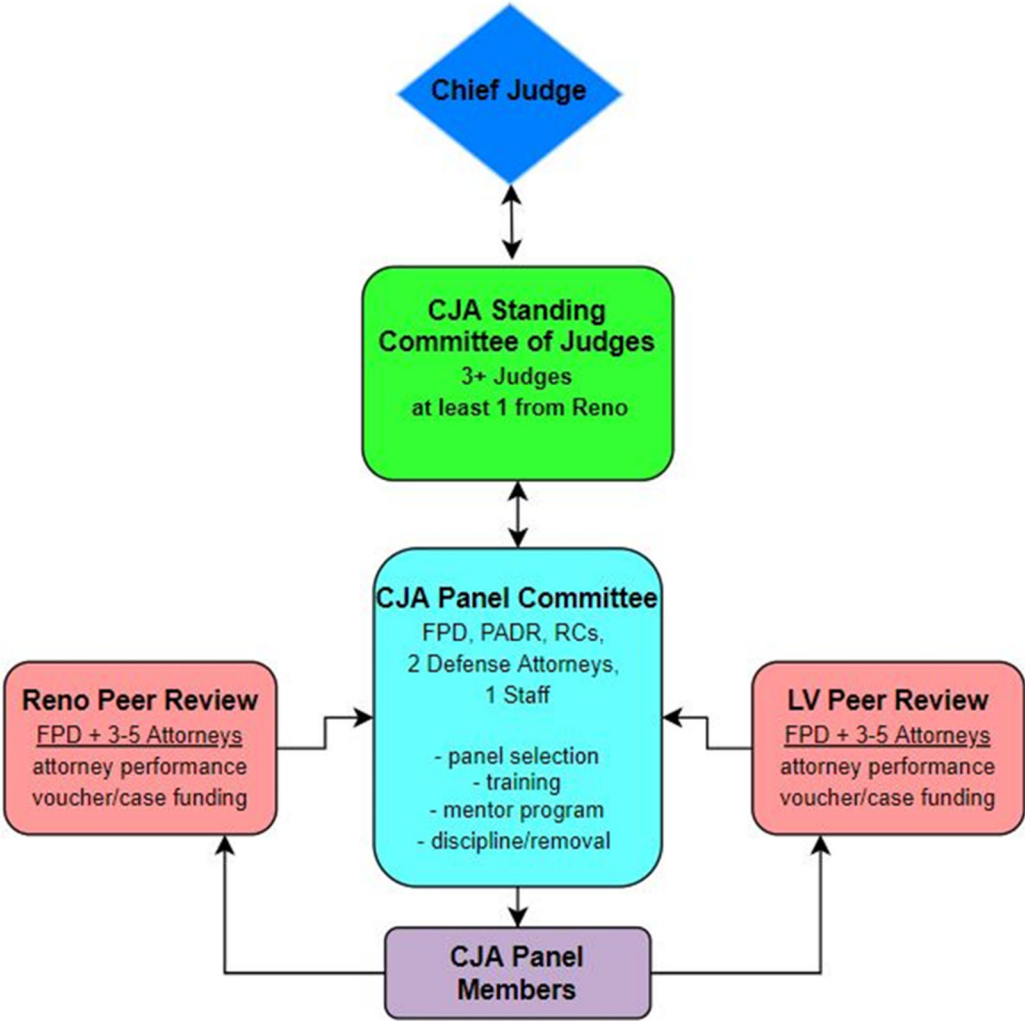 Chief Judge
CJA Standing
Committee of Judges
3+ Judges
at least 1 from Reno
CJA Panel Committee
FPD, PADR, RCs,
2 Defense Attorneys,
1 Staff
- panel selection
- training
- mentor program
- discipline/removal
Reno Peer Review
FPD + 3-5 Attorneys
attorney performance
voucher/case funding
LV Peer Review
FPD + 3-5 Attorneys
attorney performance
voucher/case funding
CJA Panel
Members